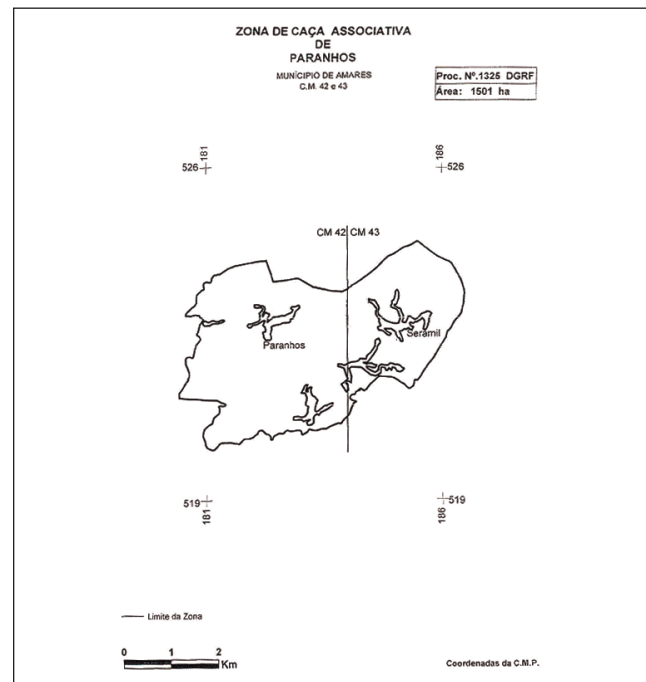 ZONA DE CAÇA ASSOCIATIVA
DE
PARANHOS
MUNÍCIPIO DE AMARES
C.M. 42 e 43
Proc. Nº.1325 DGRF
Área: 1501 ha
181
526
186
526
CM 42 CM 43
Paranhos
Seramil
519
181
519
186
Limite da Zona
0 1 2
Km
Coordenadas da C.M.P.